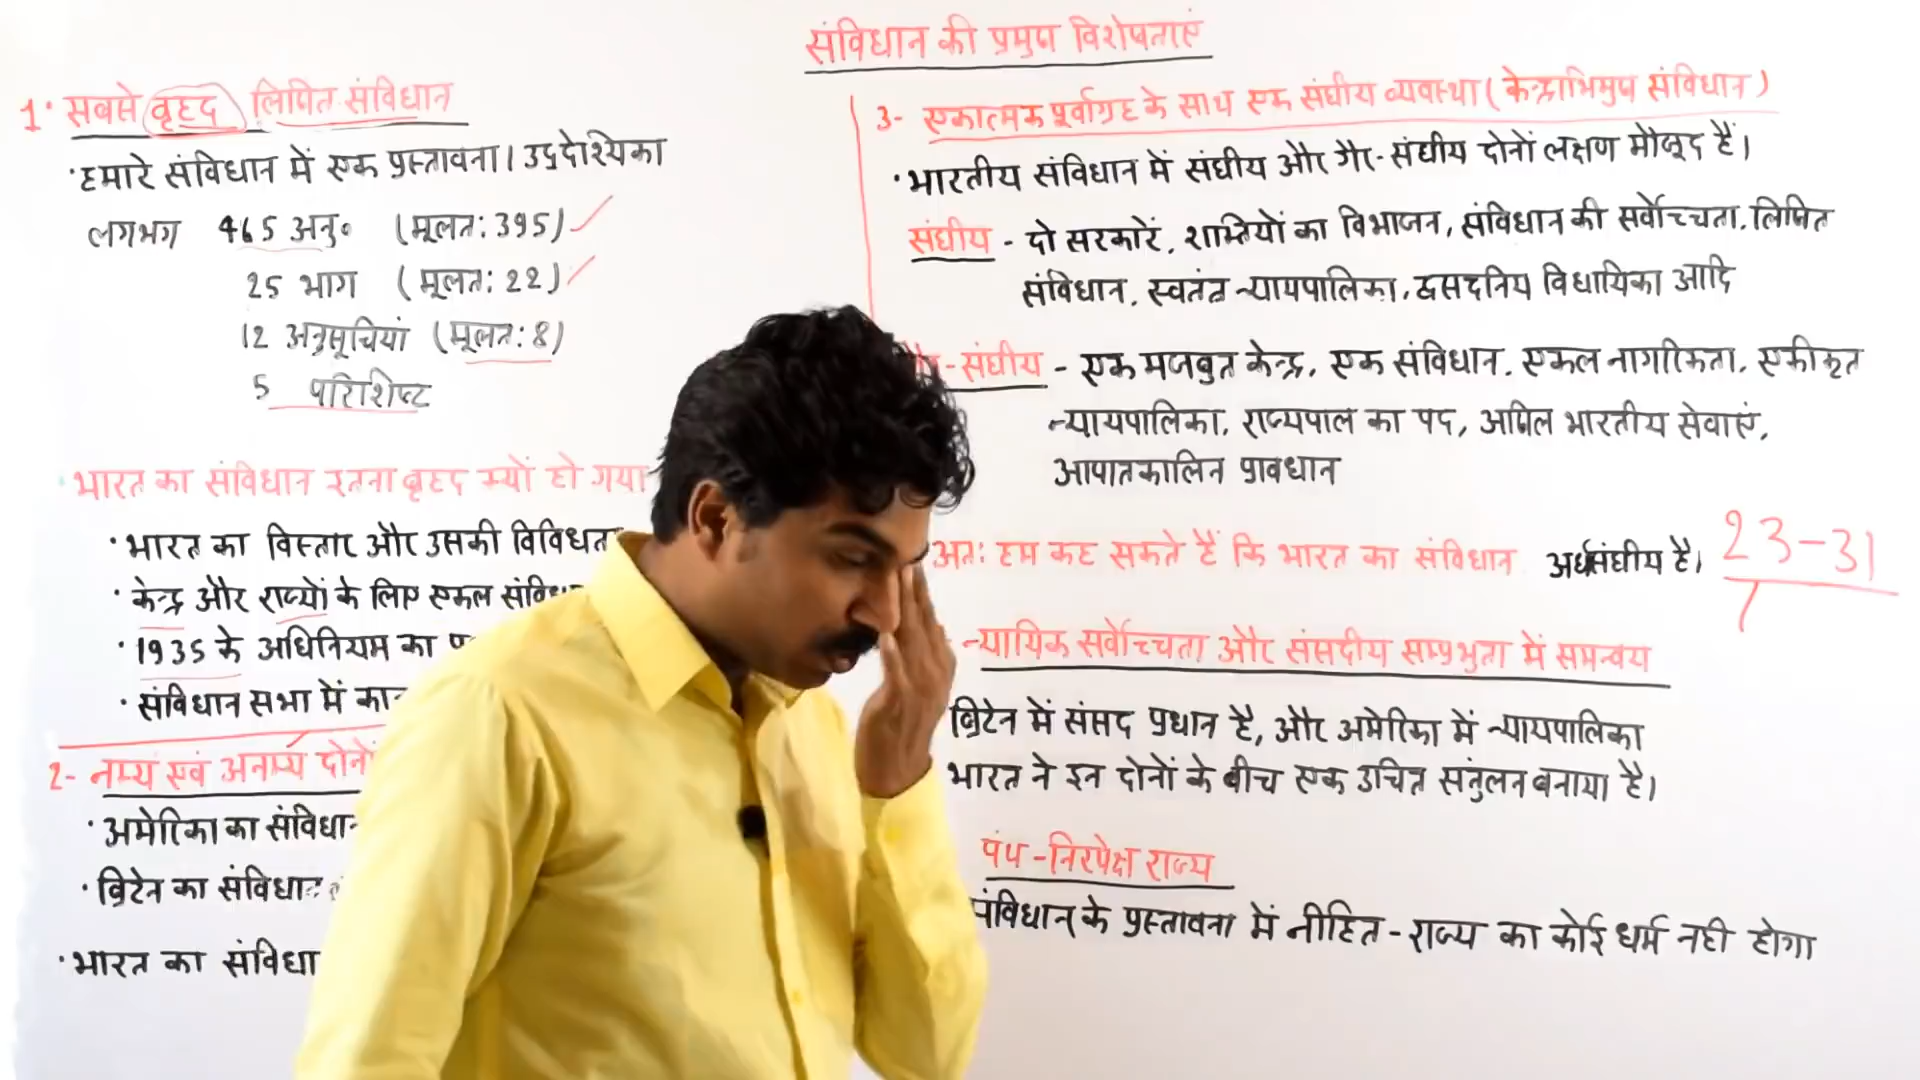 संविधान की प्रमुख विशेषताएं
1. सबसे वृहद लिखित संविधान
• हमारे संविधान में एक प्रस्तावना। उद्देश्यिका
लगभग 465 अनु० (मूलत: 395)
25 भाग (मूलत: 22)
12 अनुसूचियां (मूलत: 8)
5 परिशिष्ट
• भारत का संविधान इतना वृहद क्यों हो गया
• भारत का विस्तार और उसकी विविधता
• केन्द्र और राज्यों के लिए एकल
• 1935 के अधिनियम का
• संविधान सभा में
2- नम्य एवं अनम्य दोनों
• अमेरिका का संविधान
• ब्रिटेन का संविधान
• भारत का
3- एकात्मक पूर्वाग्रह के साथ एक संघीय व्यवस्था (केन्द्राभिमुख संविधान)
• भारतीय संविधान में संघीय और गैर-संघीय दोनों लक्षण मौजूद हैं।
संघीय - दो सरकारें, शक्तियों का विभाजन, संविधान की सर्वोच्चता, लिखित
संविधान, स्वतंत्र न्यायपालिका, द्वसदनिय विधायिका आदि
-संघीय - एक मजबुत केन्द्र, एक संविधान, एकल नागरिकता, एकीकृत
न्यायपालिका, राज्यपाल का पद, अखिल भारतीय सेवाएं,
आपातकालिन प्रावधान
अत: हम कह सकते हैं कि भारत का संविधान अर्धसंघीय है। 23-31
न्यायिक सर्वोच्चता और संसदीय सम्प्रभुता में समन्वय
ब्रिटेन में संसद प्रधान है, और अमेरिका में न्यायपालिका
भारत ने इन दोनों के बीच एक उचित संतुलन बनाया है।
पंथ-निरपेक्ष राज्य
संविधान के प्रस्तावना में नीहित - राज्य का कोई धर्म नही होगा